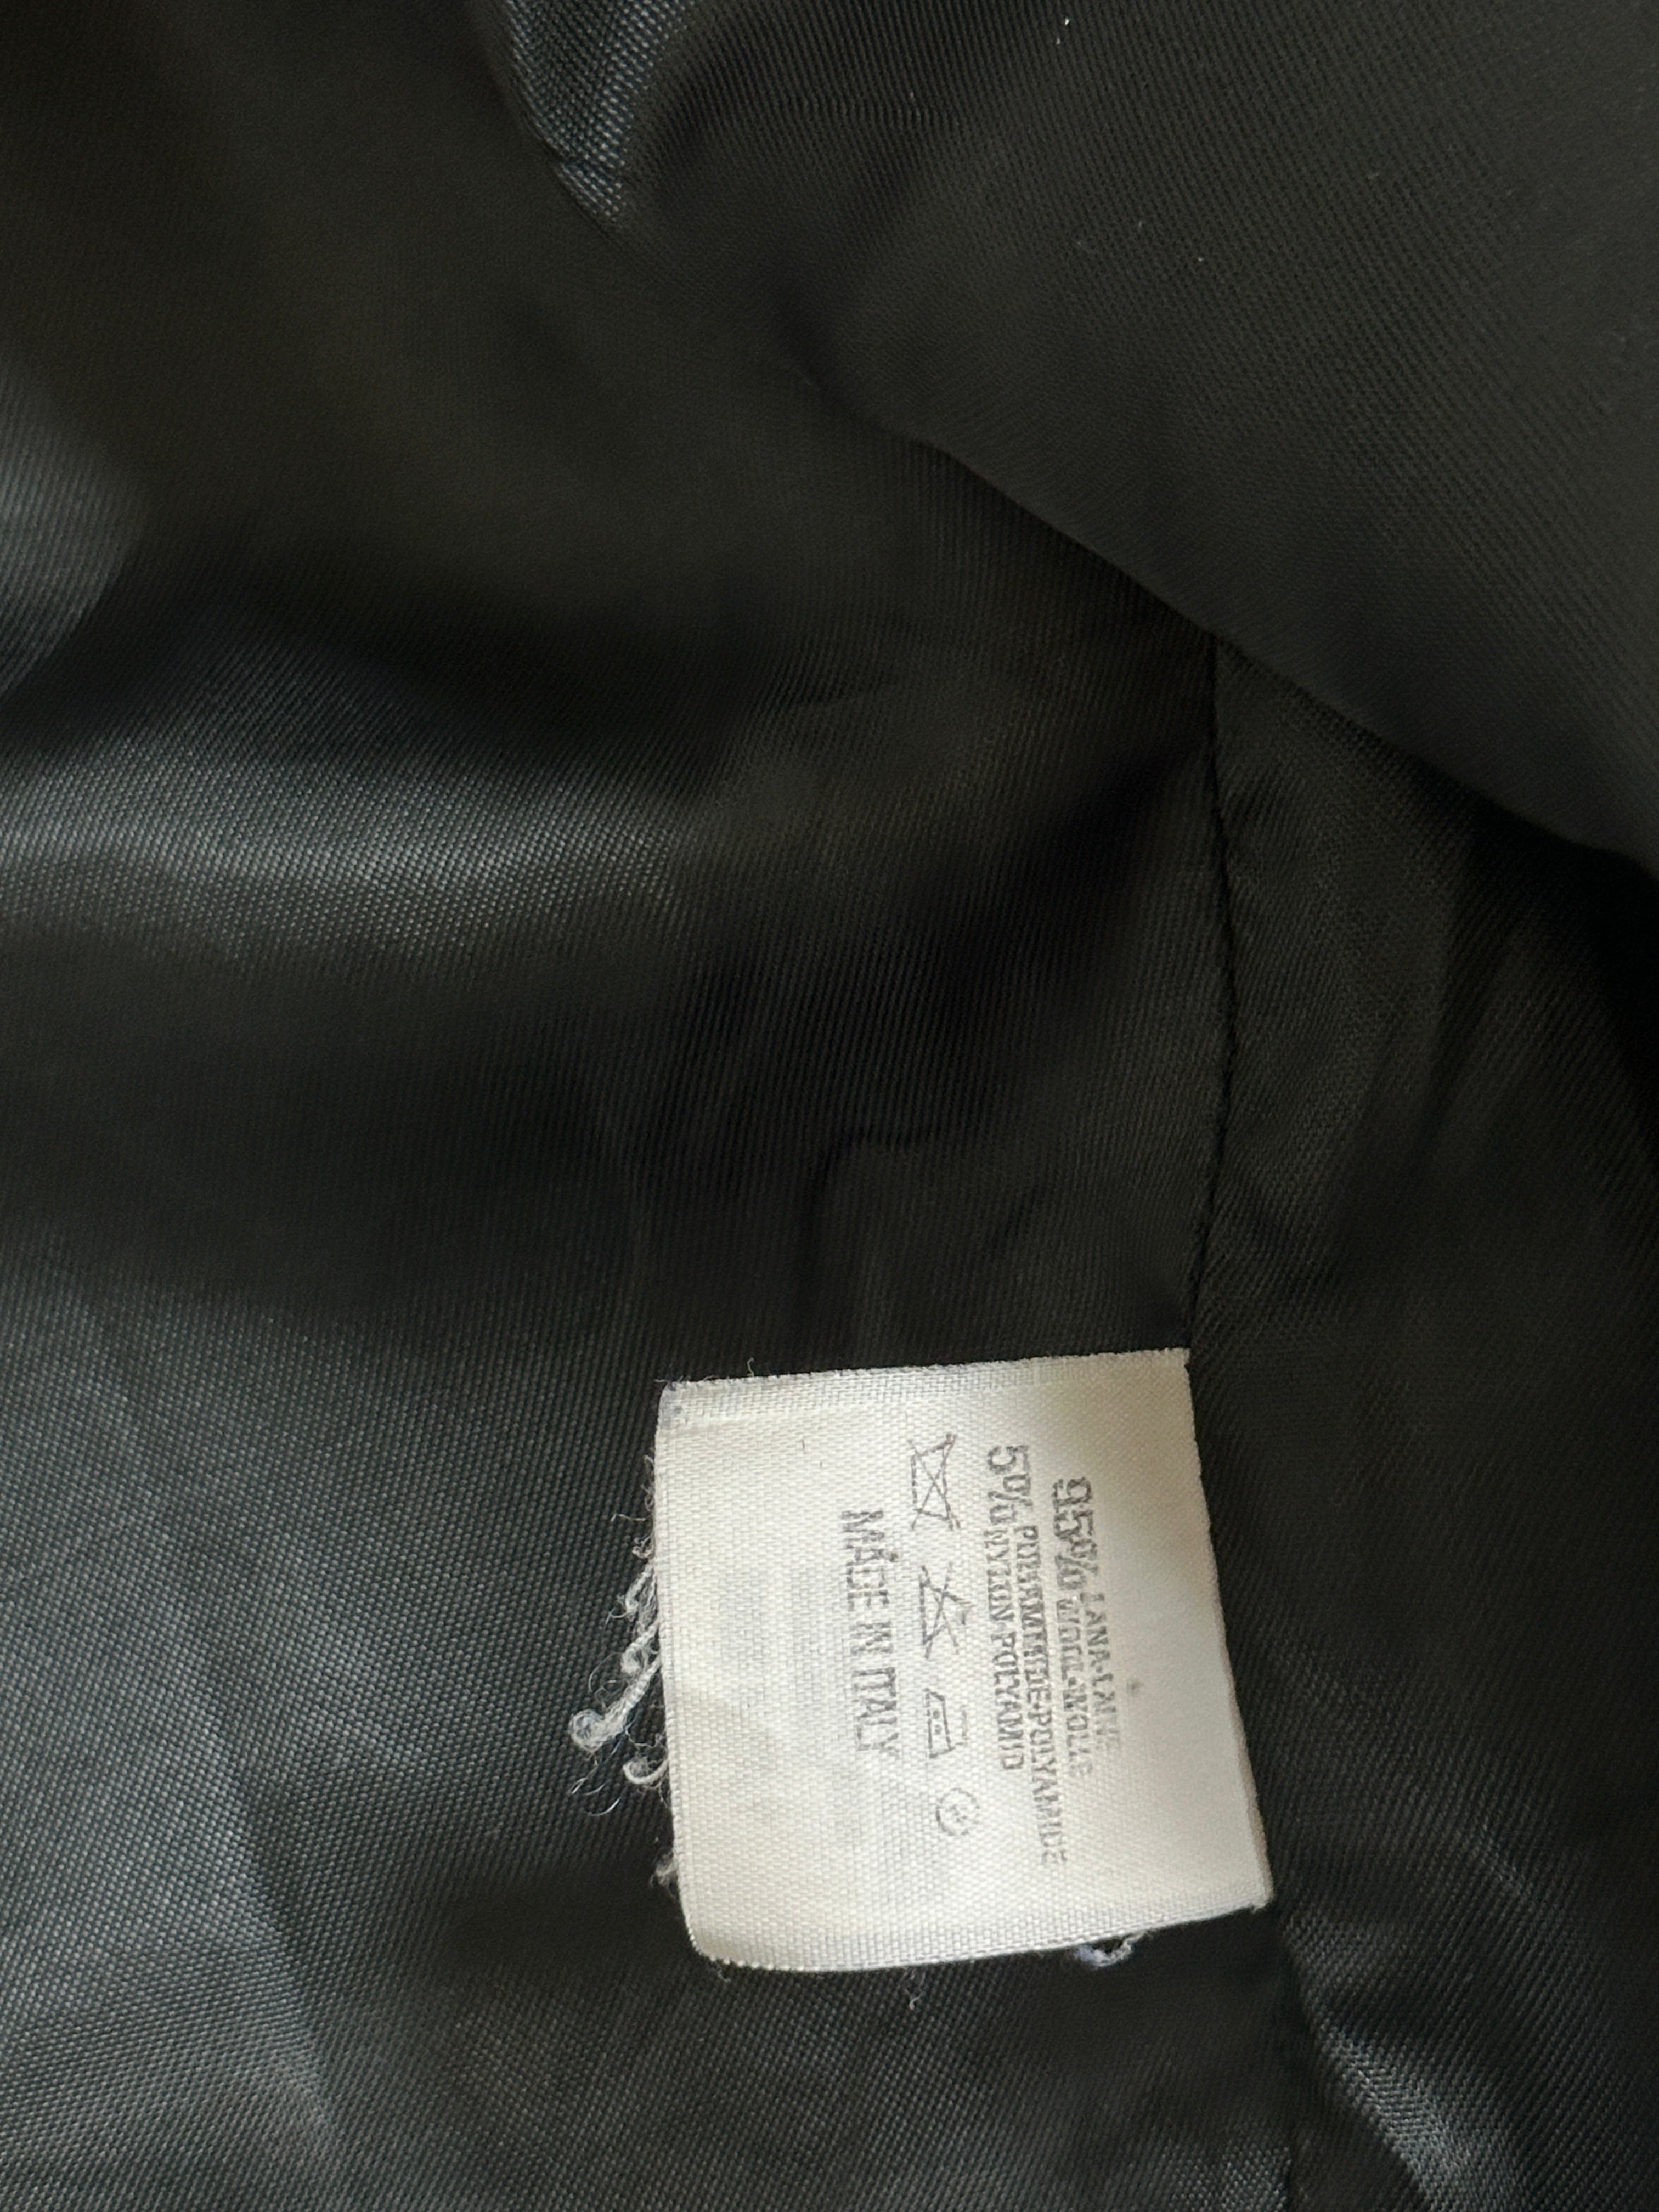 95% LANA-LAINE
WOOL-WOLLE
5% POLIAMMIDE-POLYAMIDE
NYLON-POLYAMID
MADE IN ITALY